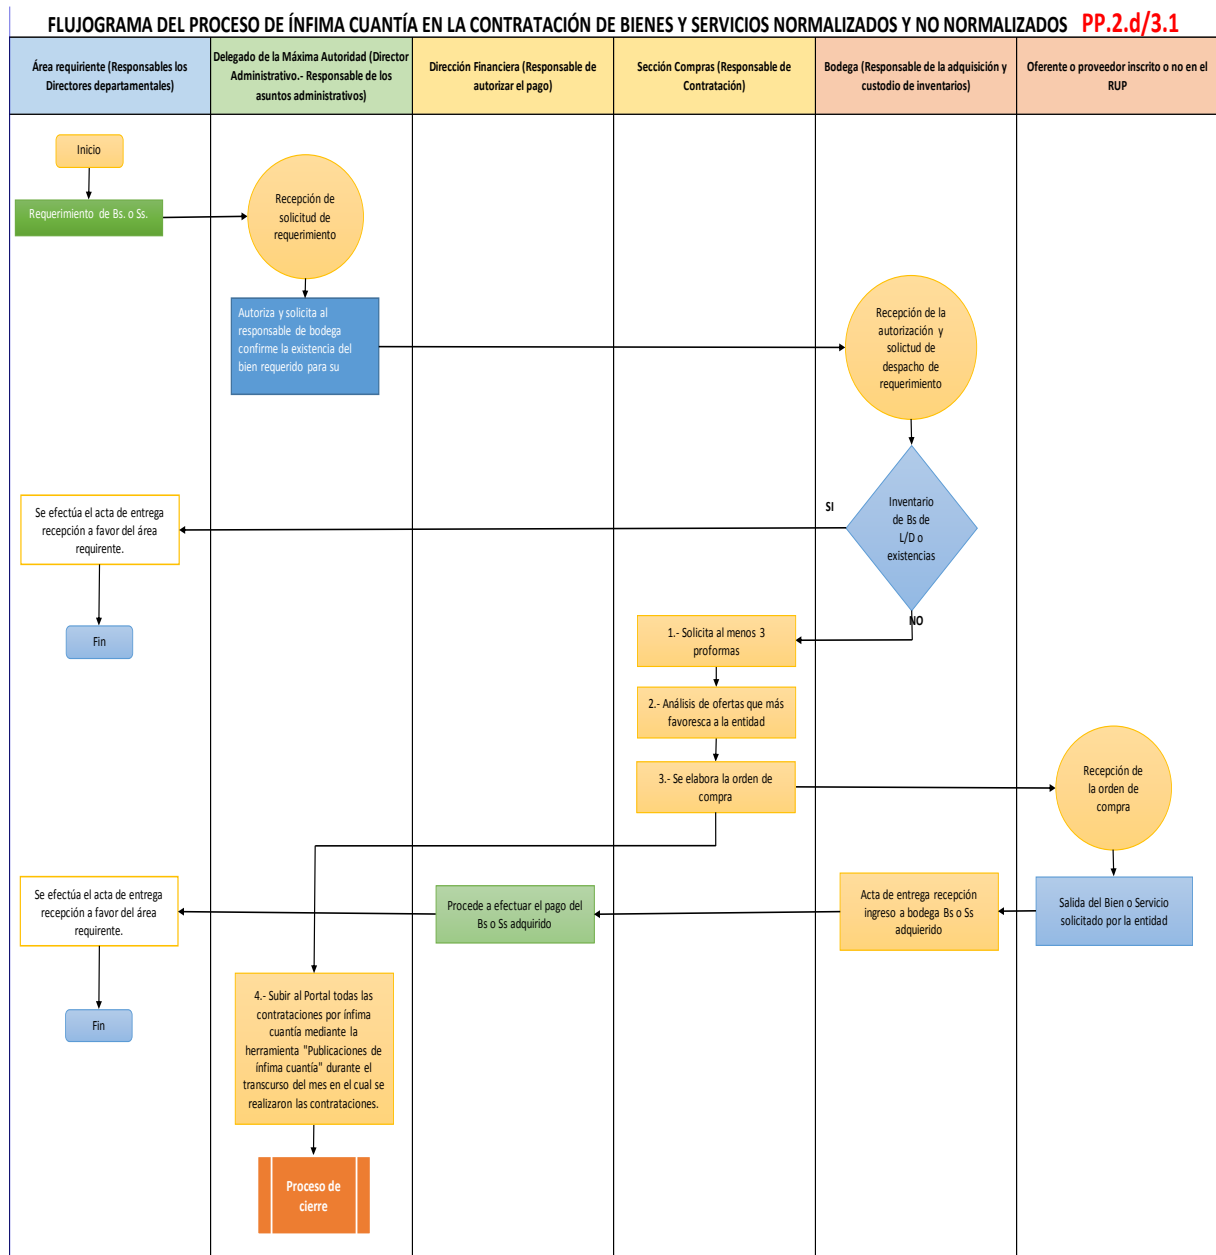 FLUJOGRAMA DEL PROCESO DE ÍNFIMA CUANTÍA EN LA CONTRATACIÓN DE BIENES Y SERVICIOS NORMALIZADOS Y NO NORMALIZADOS PP.2.d/3.1
Área requiriente (Responsables los
Directores departamentales)
Delegado de la Máxima Autoridad (Director
Administrativo.- Responsable de los
asuntos administrativos)
Dirección Financiera (Responsable de
autorizar el pago)
Sección Compras (Responsable de
Contratación)
Bodega (Responsable de la adquisición y
custodio de inventarios)
Oferente o proveedor inscrito o no en el
RUP
Inicio
Requerimiento de Bs. o Ss.
Recepción de
solicitud de
requerimiento
Autoriza y solicita al
responsable de bodega
confirme la existencia del
bien requerido para su
Recepción de la
autorización y
solictud de
despacho de
requerimiento
Inventario
de Bs de
L/D o
existencias
SI
NO
Se efectúa el acta de entrega
recepción a favor del área
requirente.
Fin
1.- Solicita al menos 3
proformas
2.- Análisis de ofertas que más
favoresca a la entidad
3.- Se elabora la orden de
compra
Recepción de
la orden de
compra
Salida del Bien o Servicio
solicitado por la entidad
Acta de entrega recepción
ingreso a bodega Bs o Ss
adquierido
Procede a efectuar el pago del
Bs o Ss adquirido
Se efectúa el acta de entrega
recepción a favor del área
requirente.
Fin
4.- Subir al Portal todas las
contrataciones por ínfima
cuantía mediante la
herramienta "Publicaciones de
ínfima cuantía" durante el
transcurso del mes en el cual se
realizaron las contrataciones.
Proceso de
cierre